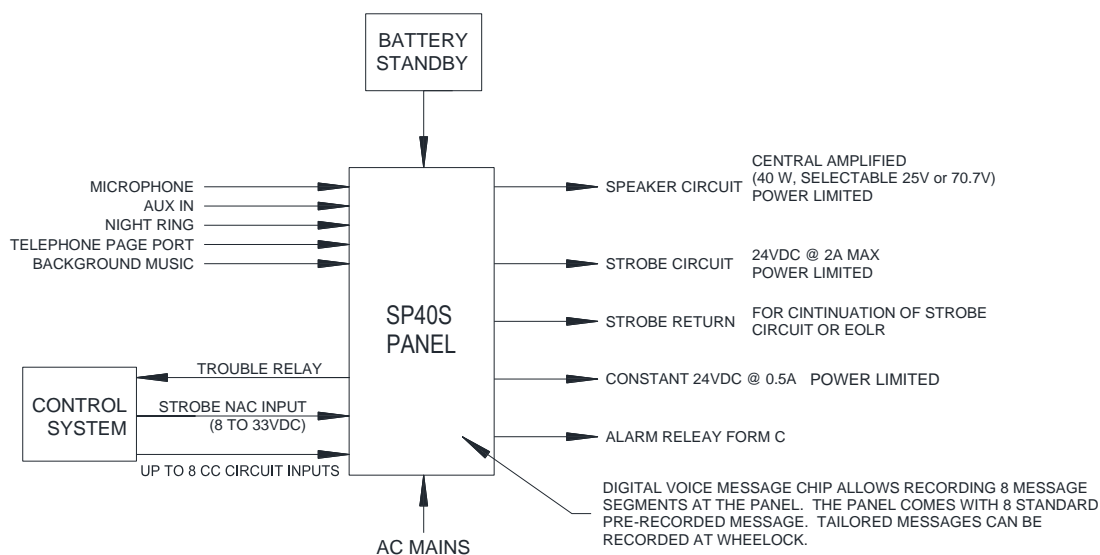 BATTERY
STANDBY
MICROPHONE
AUX IN
NIGHT RING
TELEPHONE PAGE PORT
BACKGROUND MUSIC
SP40S
PANEL
CENTRAL AMPLIFIED
SPEAKER CIRCUIT (40 W, SELECTABLE 25V or 70.7V)
POWER LIMITED
STROBE CIRCUIT 24VDC @ 2A MAX
POWER LIMITED
STROBE RETURN FOR CINTINUATION OF STROBE
CIRCUIT OR EOLR
CONSTANT 24VDC @ 0.5A POWER LIMITED
ALARM RELEAY FORM C
CONTROL
SYSTEM
TROUBLE RELAY
STROBE NAC INPUT
(8 TO 33VDC)
UP TO 8 CC CIRCUIT INPUTS
DIGITAL VOICE MESSAGE CHIP ALLOWS RECORDING 8 MESSAGE
SEGMENTS AT THE PANEL. THE PANEL COMES WITH 8 STANDARD
PRE-RECORDED MESSAGE. TAILORED MESSAGES CAN BE
RECORDED AT WHEELOCK.
AC MAINS